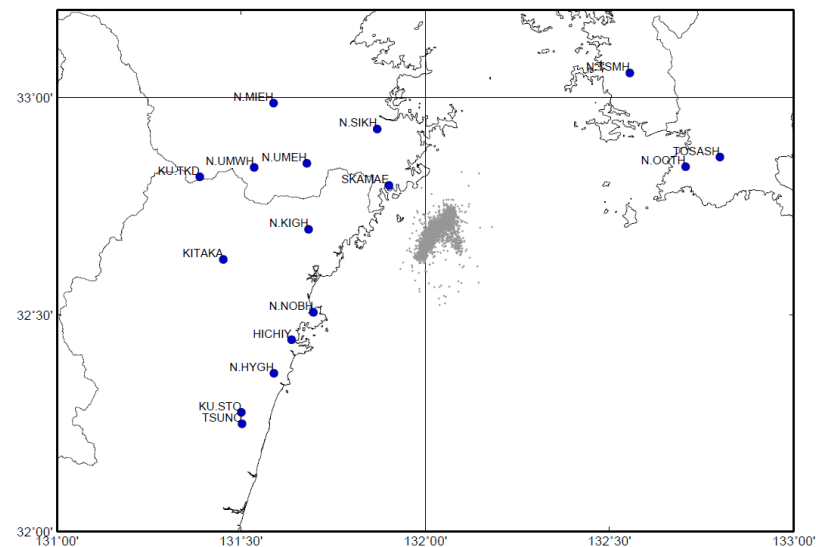 N.TSMH
33°00'
N.MIEH
N.SIKH
TOSASH
N.OOTH
N.UMWH
N.UMEH
KU.TKD
SKAMAE
N.KIGH
KITAKA
32°30'
N.NOBH
HICHIY
N.HYGH
KU.STO
TSUNO
32°00'
131°00'
131°30'
132°00'
132°30'
133°00'